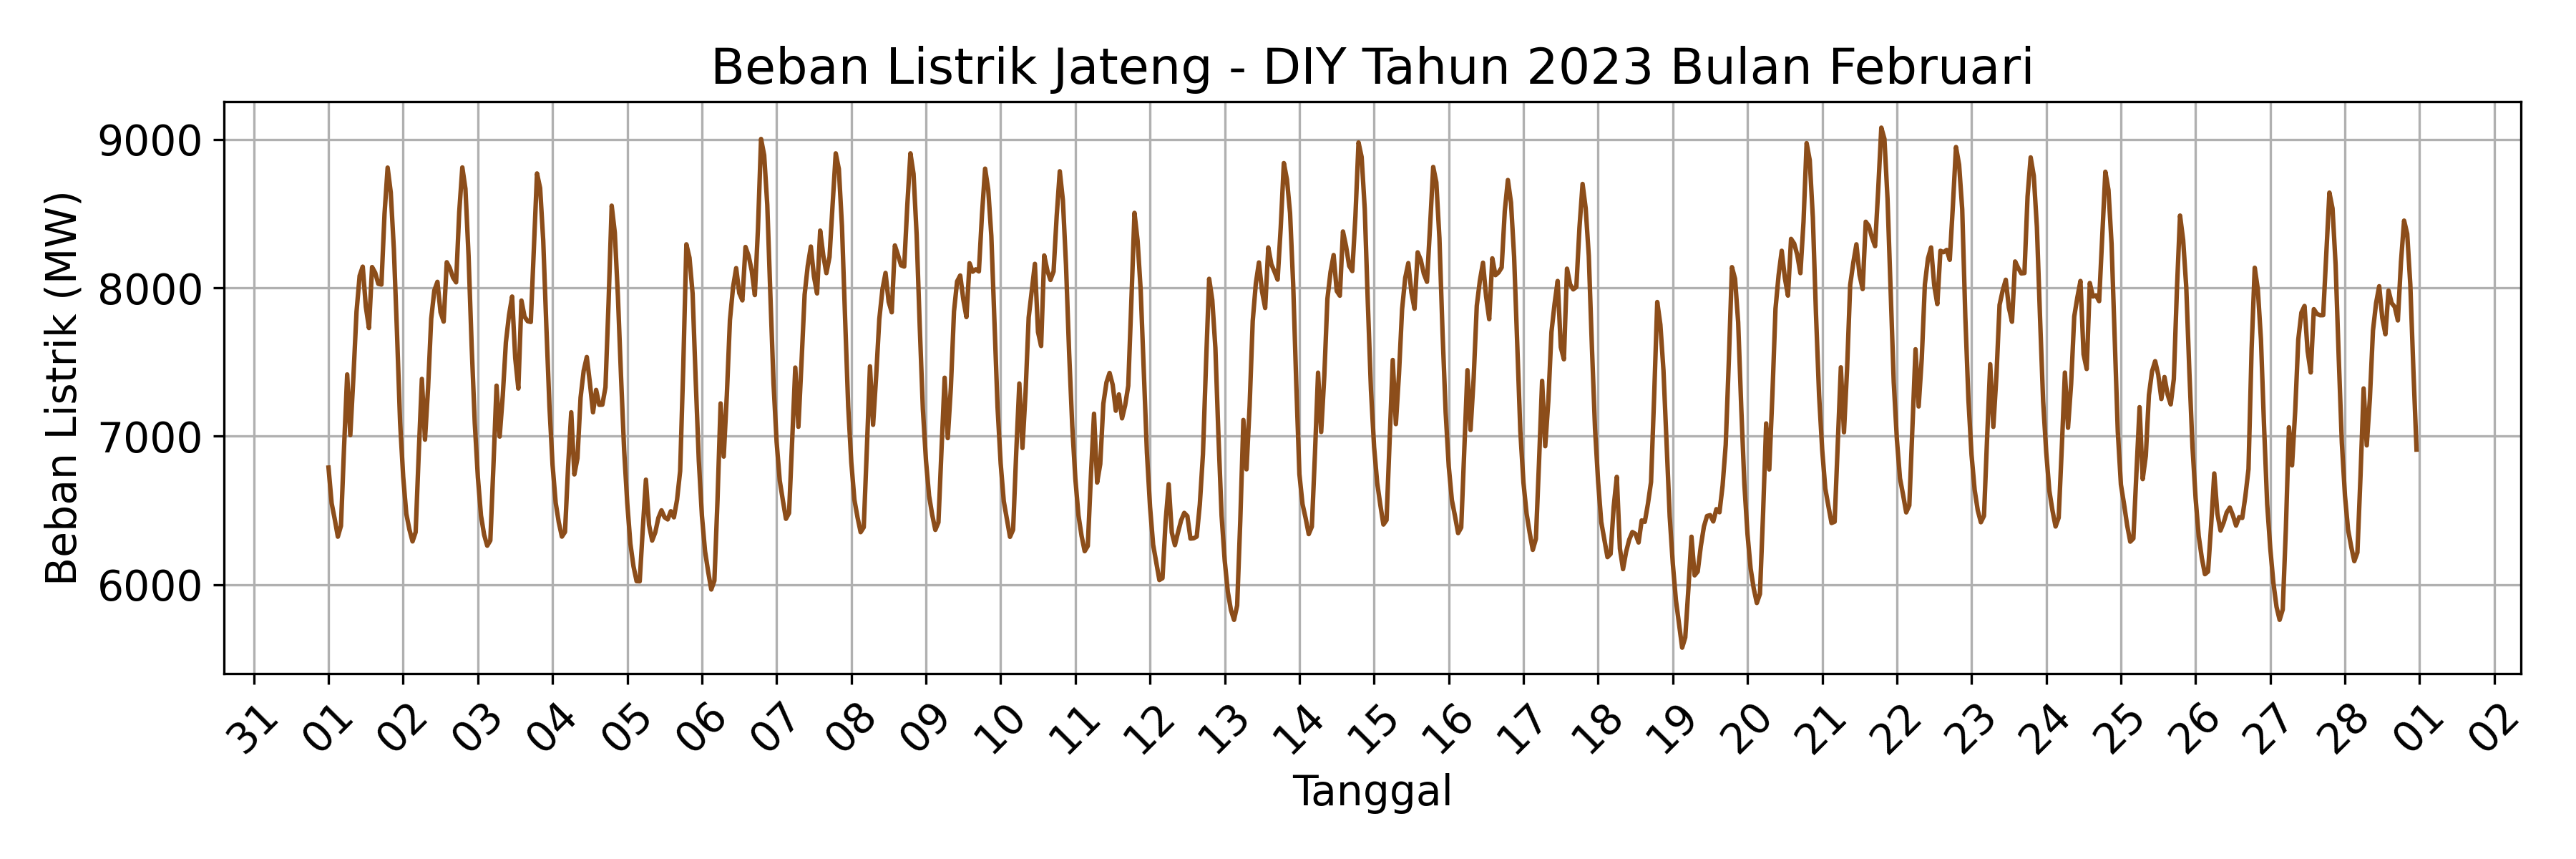 Beban Listrik Jateng - DIY Tahun 2023 Bulan Februari
Beban Listrik (MW)
9000
8000
7000
6000
31 01 02 03 04 05 06 07 08 09 10 11 12 13 14 15 16 17 18 19 20 21 22 23 24 25 26 27 28 01 02
Tanggal